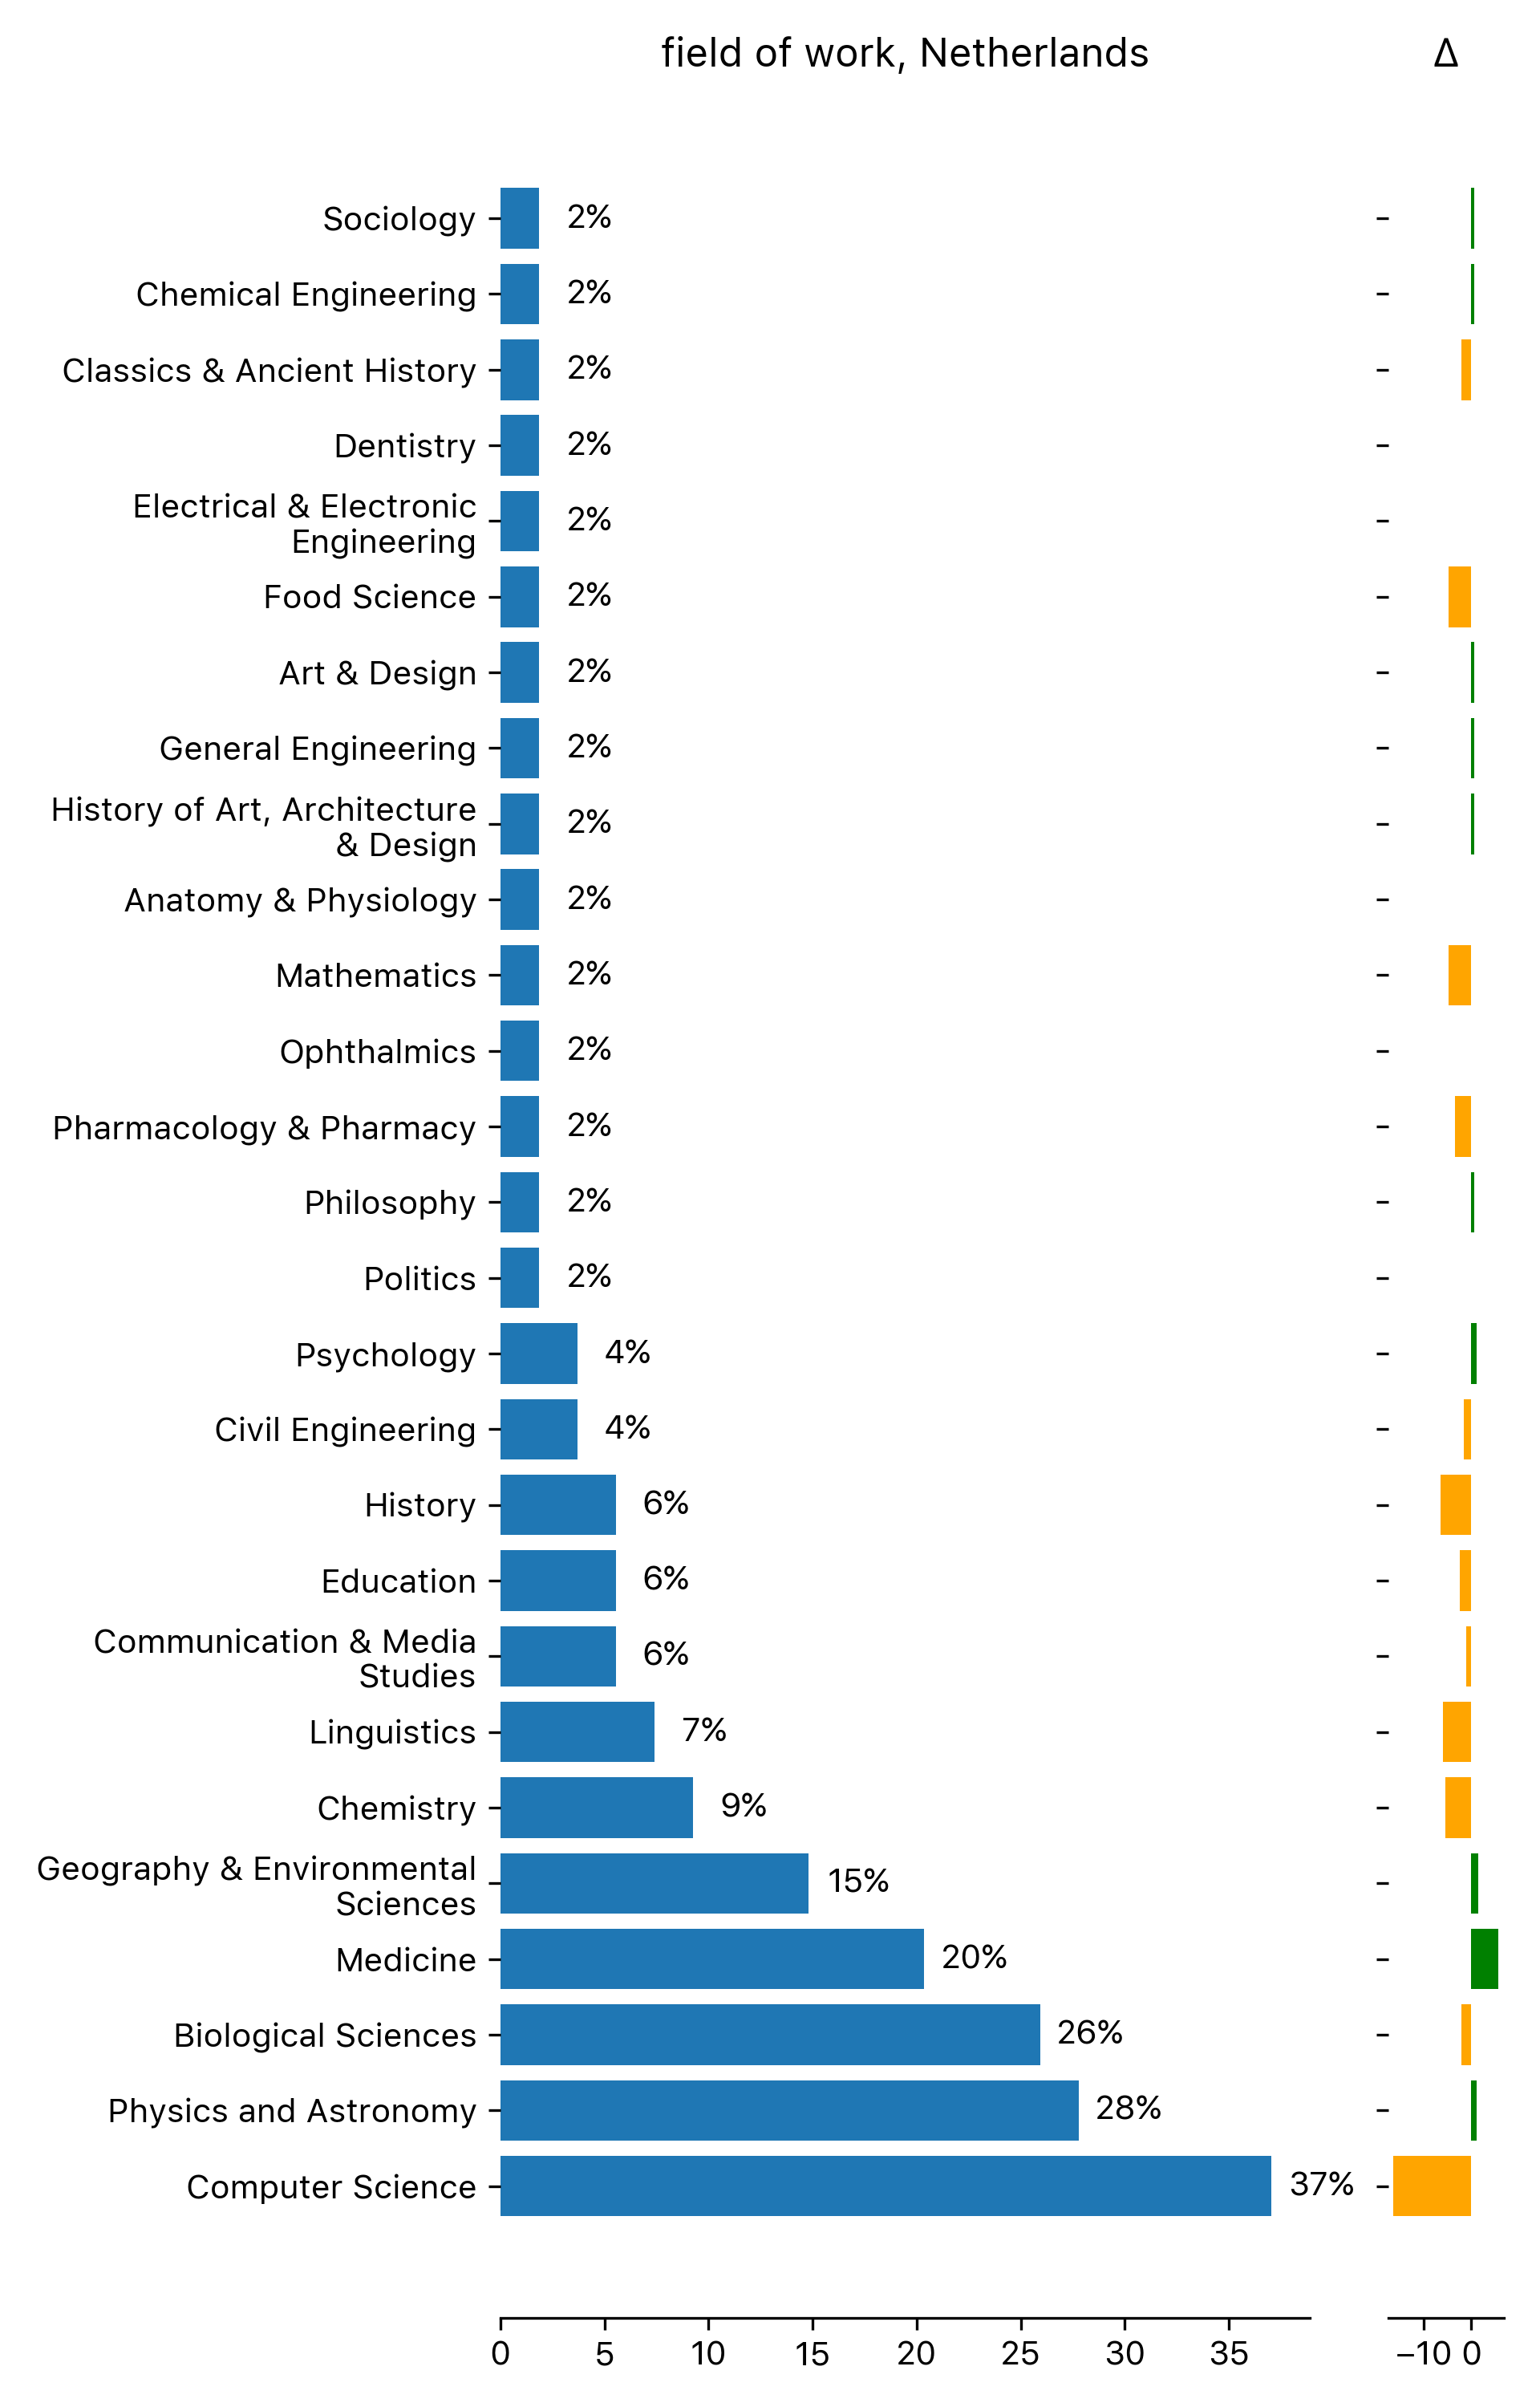 field of work, Netherlands
Δ
Sociology
2%
Chemical Engineering
2%
Classics & Ancient History
2%
Dentistry
2%
Electrical & Electronic
Engineering
2%
Food Science
2%
Art & Design
2%
General Engineering
2%
History of Art, Architecture
& Design
2%
Anatomy & Physiology
2%
Mathematics
2%
Ophthalmics
2%
Pharmacology & Pharmacy
2%
Philosophy
2%
Politics
2%
Psychology
4%
Civil Engineering
4%
History
6%
Education
6%
Communication & Media
Studies
6%
Linguistics
7%
Chemistry
9%
Geography & Environmental
Sciences
15%
Medicine
20%
Biological Sciences
26%
Physics and Astronomy
28%
Computer Science
37%
0 5 10 15 20 25 30 35
−10 0